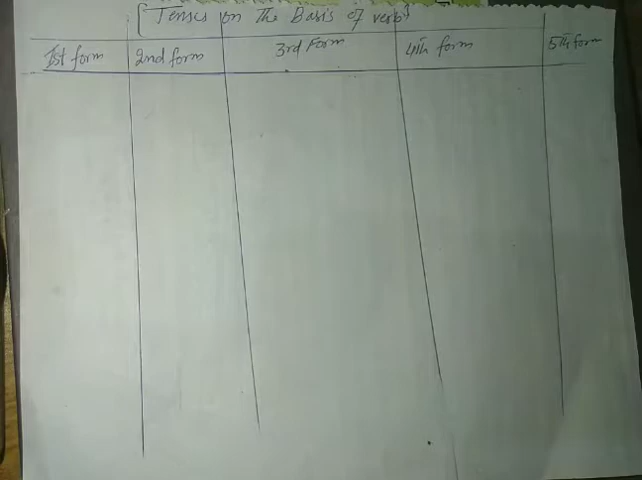 [Tenses on The Basis of verb]
1st form 2nd form 3rd Form 4th form 5th form